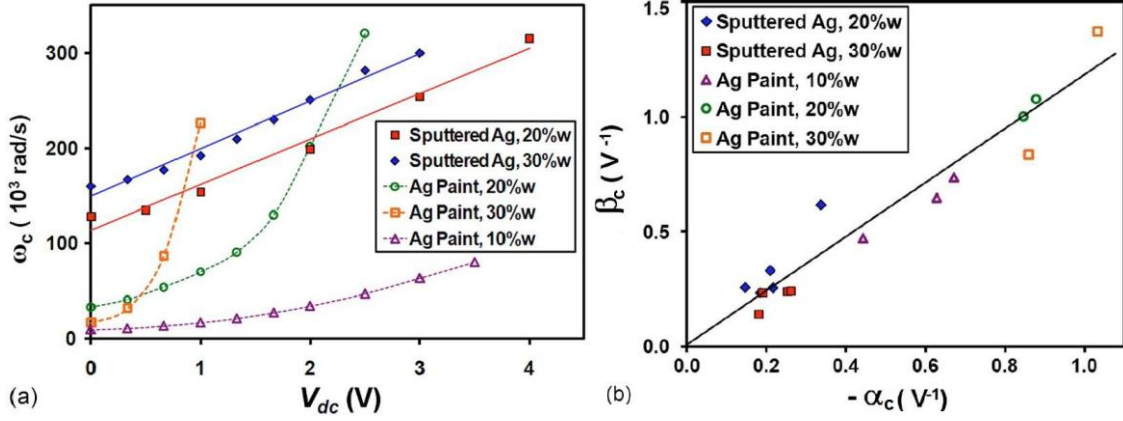 300
200
100
0
0
1
2
3
4
ω_c ( 10³ rad/s)
V_dc (V)
(a)
Sputtered Ag, 20%w
Sputtered Ag, 30%w
Ag Paint, 20%w
Ag Paint, 30%w
Ag Paint, 10%w
1.5
1.0
0.5
0.0
0.0
0.2
0.4
0.6
0.8
1.0
β_c ( V⁻¹)
- α_c ( V⁻¹)
(b)
Sputtered Ag, 20%w
Sputtered Ag, 30%w
Ag Paint, 10%w
Ag Paint, 20%w
Ag Paint, 30%w